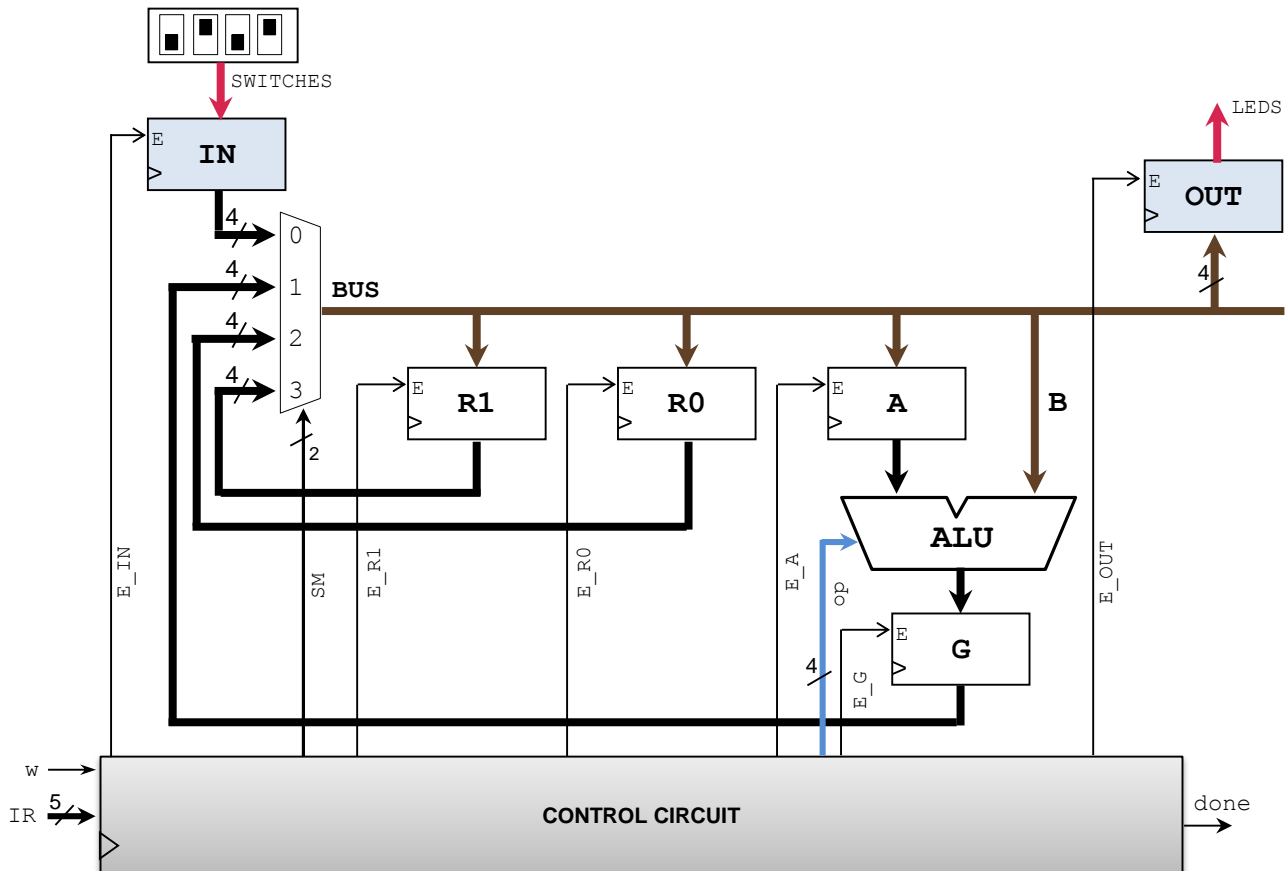 SWITCHES
LEDS
E
IN
E
OUT
4
0
4
1
BUS
4
4
2
4
3
E
R1
E
R0
E
A
B
2
ALU
E_IN
SM
E_R1
E_R0
E_A
op
E_OUT
E
G
4
E_G
w
IR
5
CONTROL CIRCUIT
done